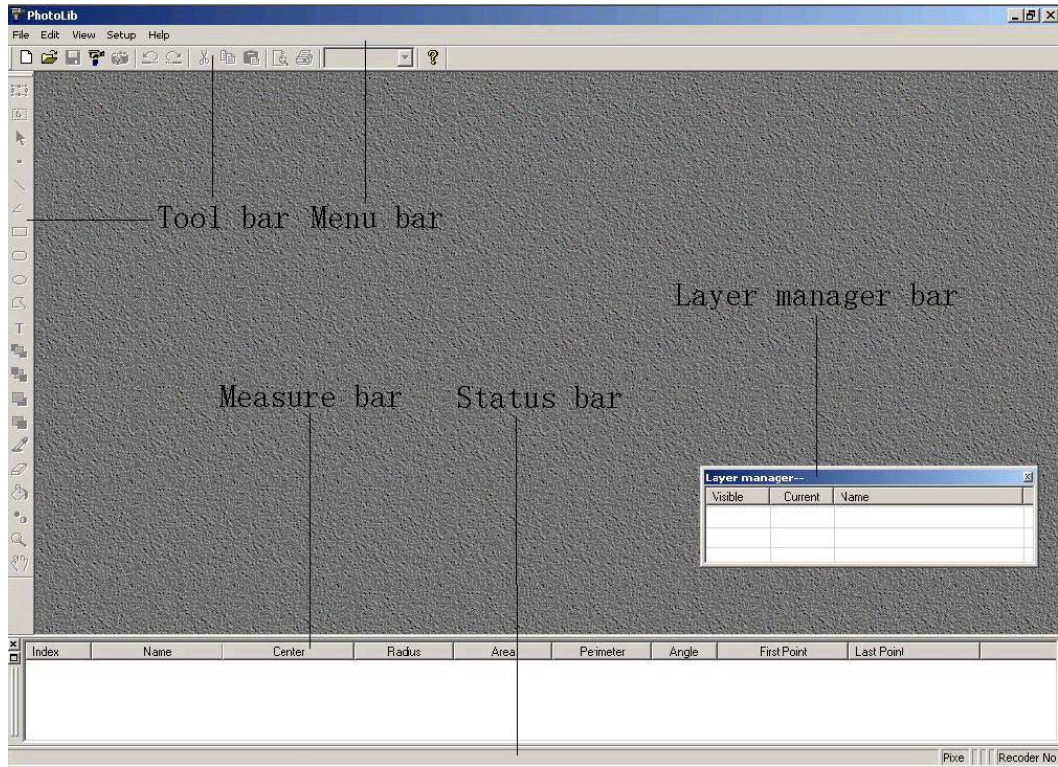 PhotoLib
File Edit View Setup Help
Tool bar Menu bar
Layer manager bar
Measure bar Status bar
Layer manager--
Visible Current Name
Index Name Center Radius Area Perimeter Angle First Point Last Point
Pixe Recoder No